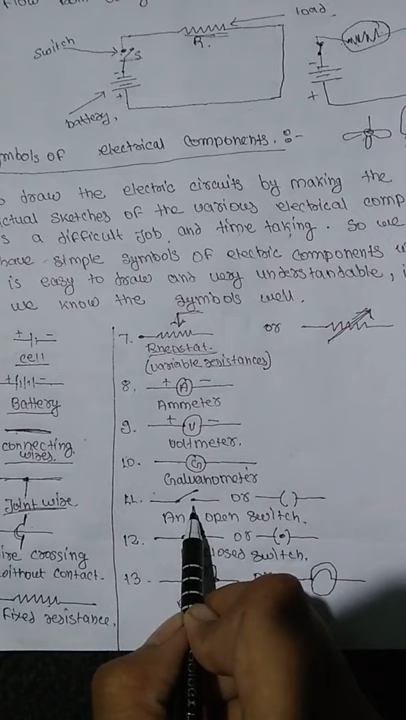 load.
switch
S
R.
battery.
symbols of electrical components. :-
draw the electric circuits by making the
actual sketches of the various electrical comp
is a difficult job and time taking. so we
have simple symbols of electric components
is easy to draw and very understandable,
we know the symbols well.
+ -
cell
+ -
Battery
connecting wires.
Joint wire
wire crossing
without contact.
Fixed resistance.
7. or
Rheostat.
(variable resistances)
8. + A -
Ammeter
9. + V -
voltmeter.
10. G
Galvanometer
11. or ( )
An open switch.
12. or (•)
closed switch.
13.